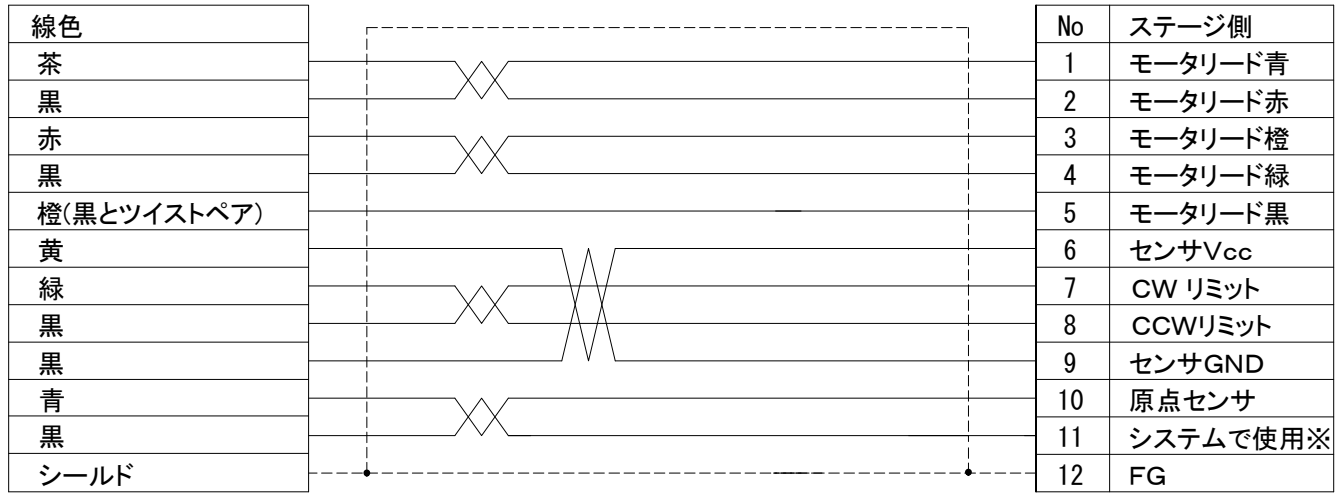 線色 No ステージ側
茶 1 モータリード青
黒 2 モータリード赤
赤 3 モータリード橙
黒 4 モータリード緑
橙(黒とツイストペア) 5 モータリード黒
黄 6 センサVcc
緑 7 CW リミット
黒 8 CCWリミット
黒 9 センサGND
青 10 原点センサ
黒 11 システムで使用※
シールド 12 FG